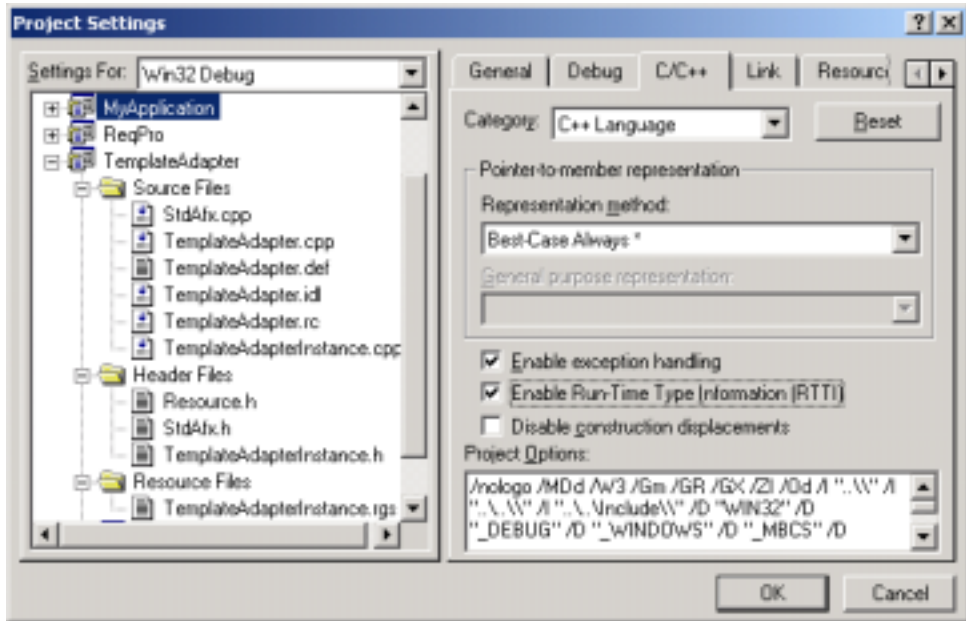 Project Settings
Settings For: Win32 Debug
MyApplication
ReqPro
TemplateAdapter
Source Files
StdAfx.cpp
TemplateAdapter.cpp
TemplateAdapter.def
TemplateAdapter.idl
TemplateAdapter.rc
TemplateAdapterInstance.cpp
Header Files
Resource.h
StdAfx.h
TemplateAdapterInstance.h
Resource Files
TemplateAdapterInstance.rgs
General Debug C/C++ Link Resourc
Category: C++ Language Reset
Pointer-to-member representation
Representation method:
Best-Case Always *
General purpose representation:
Enable exception handling
Enable Run-Time Type Information (RTTI)
Disable construction displacements
Project Options:
/nologo /MDd /W3 /Gm /GR /GX /ZI /Od /I "..\\" /I
"..\..\\" /I "..\..\Include\\" /D "WIN32" /D
"_DEBUG" /D "_WINDOWS" /D "_MBCS" /D
OK Cancel